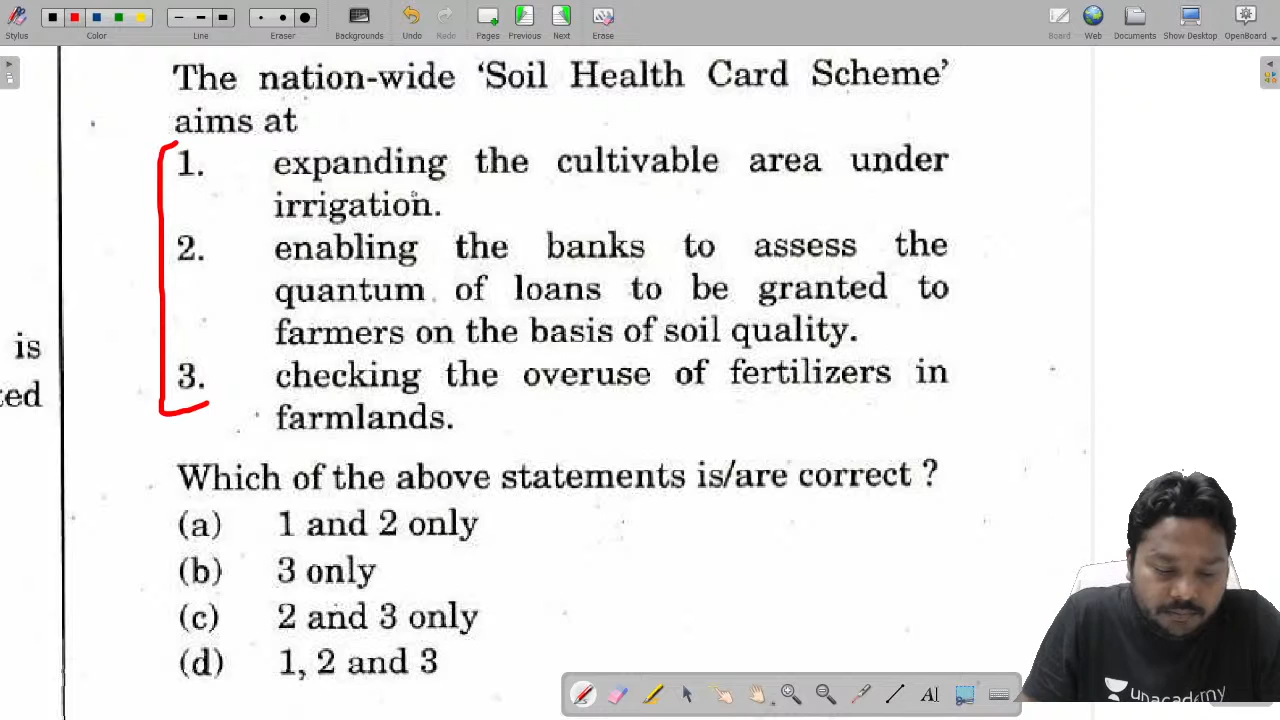 Stylus
Color
Line
Eraser
Backgrounds
Undo
Redo
Pages
Previous
Next
Erase
Board
Web
Documents
Show Desktop
OpenBoard
is
ted
The nation-wide ‘Soil Health Card Scheme’
aims at
1. expanding the cultivable area under
irrigation.
2. enabling the banks to assess the
quantum of loans to be granted to
farmers on the basis of soil quality.
3. checking the overuse of fertilizers in
farmlands.
Which of the above statements is/are correct ?
(a) 1 and 2 only
(b) 3 only
(c) 2 and 3 only
(d) 1, 2 and 3
AI
unacademy